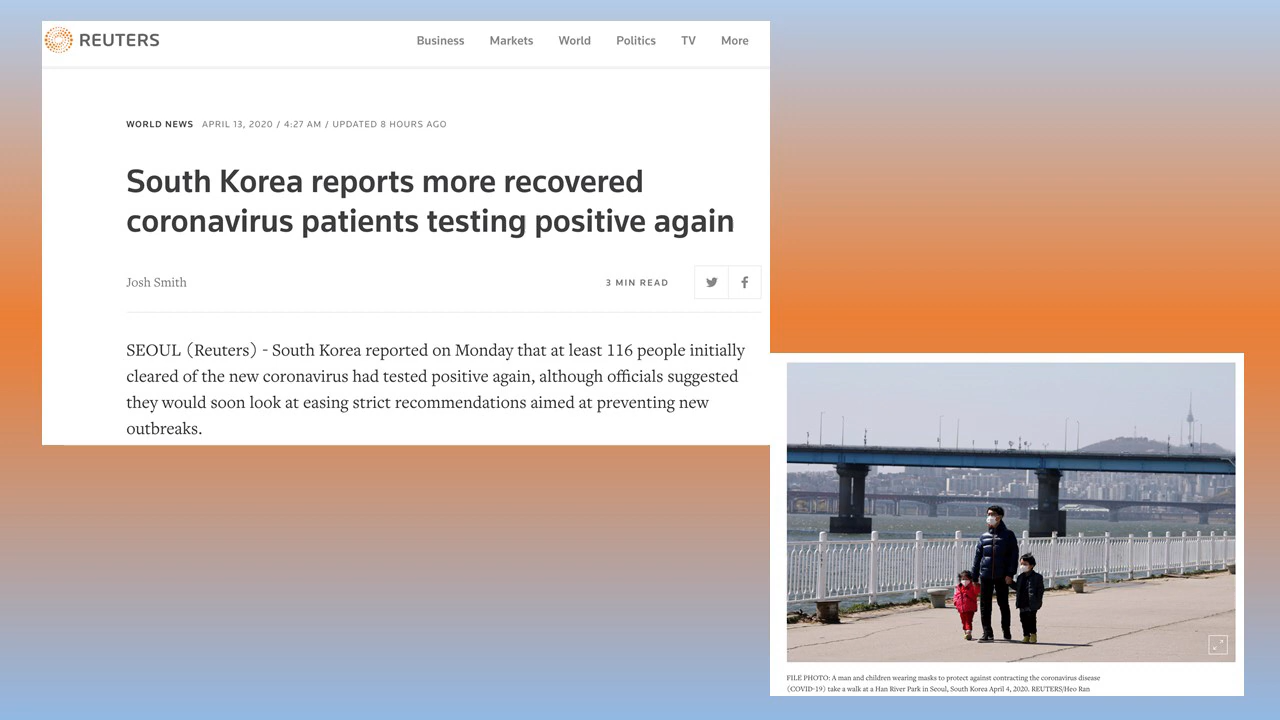 REUTERS
Business Markets World Politics TV More
WORLD NEWS APRIL 13, 2020 / 4:27 AM / UPDATED 8 HOURS AGO
South Korea reports more recovered
coronavirus patients testing positive again
Josh Smith
3 MIN READ
SEOUL (Reuters) - South Korea reported on Monday that at least 116 people initially
cleared of the new coronavirus had tested positive again, although officials suggested
they would soon look at easing strict recommendations aimed at preventing new
outbreaks.
FILE PHOTO: A man and children wearing masks to protect against contracting the coronavirus disease
(COVID-19) take a walk at a Han River Park in Seoul, South Korea April 4, 2020. REUTERS/Heo Ran